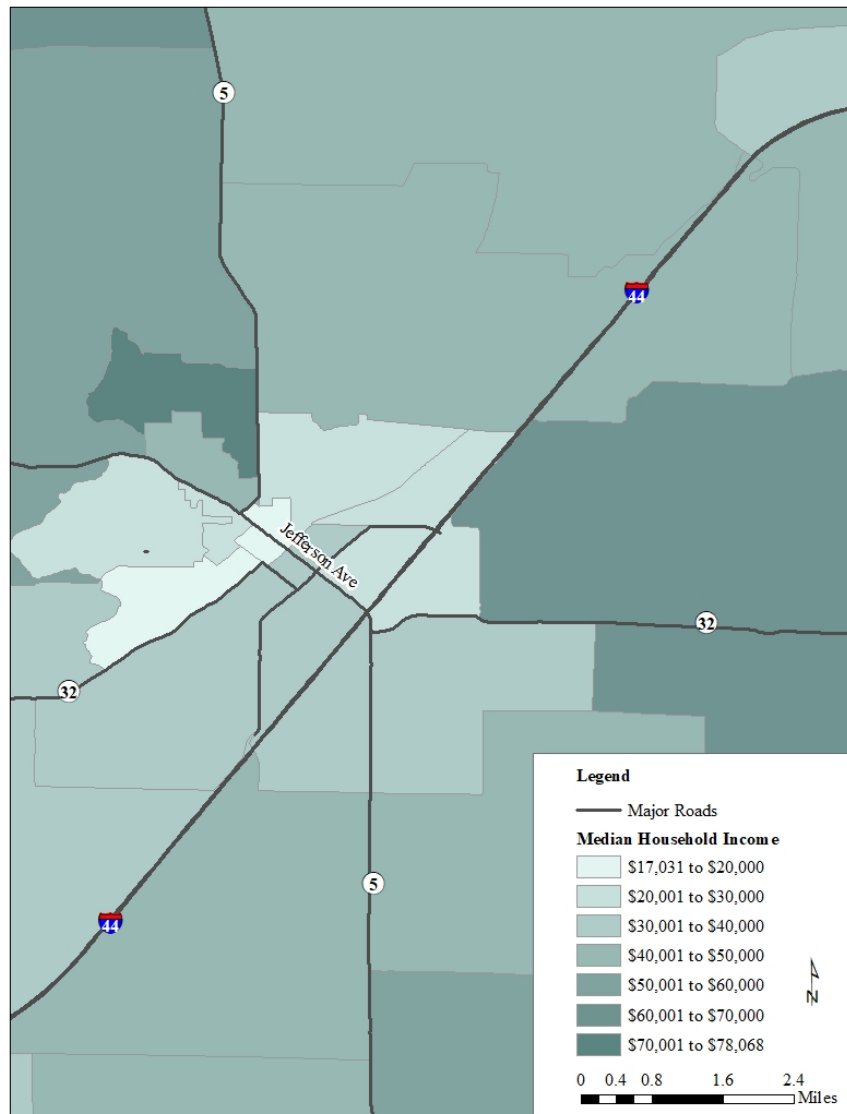 5
44
Jefferson Ave
32
32
44
5
Legend
Major Roads
Median Household Income
$17,031 to $20,000
$20,001 to $30,000
$30,001 to $40,000
$40,001 to $50,000
$50,001 to $60,000
$60,001 to $70,000
$70,001 to $78,068
N
0 0.4 0.8 1.6 2.4
Miles